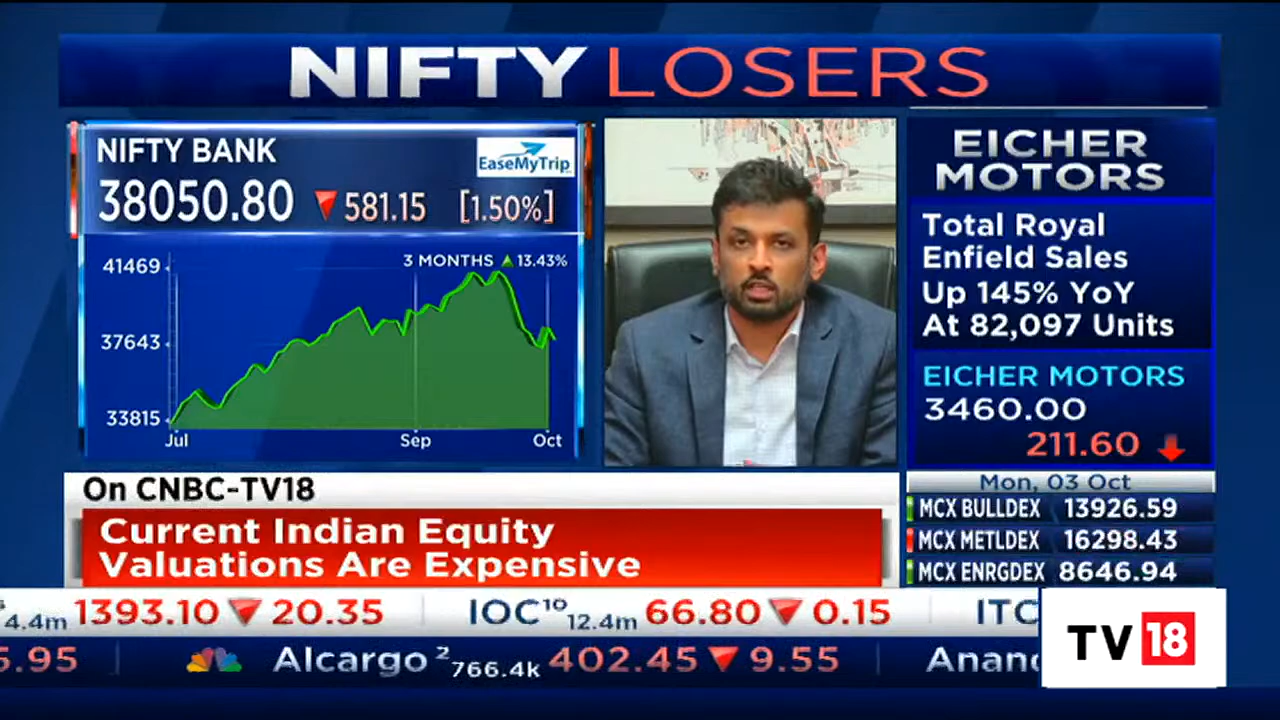 NIFTY LOSERS
NIFTY BANK
38050.80 ▼ 581.15 [1.50%]
EaseMyTrip
3 MONTHS ▲ 13.43%
41469
37643
33815
Jul Sep Oct
EICHER
MOTORS
Total Royal
Enfield Sales
Up 145% YoY
At 82,097 Units
EICHER MOTORS
3460.00
211.60
Mon, 03 Oct
MCX BULLDEX 13926.59
MCX METLDEX 16298.43
MCX ENRGDEX 8646.94
On CNBC-TV18
Current Indian Equity
Valuations Are Expensive
4.4m 1393.10 ▼ 20.35 IOC 10 12.4m 66.80 ▼ 0.15 ITC
5.95 Alcargo 2 766.4k 402.45 ▼ 9.55 Anand
TV18